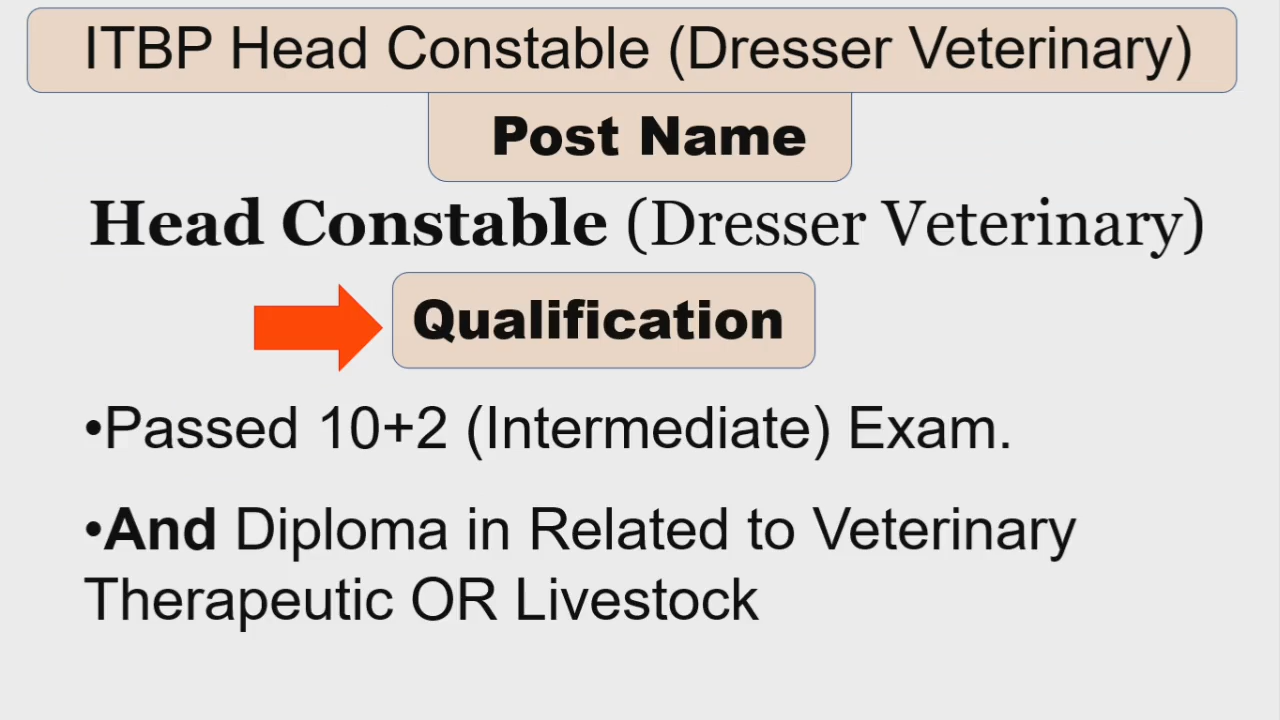 ITBP Head Constable (Dresser Veterinary)
Post Name
Head Constable (Dresser Veterinary)
Qualification
•Passed 10+2 (Intermediate) Exam.
•And Diploma in Related to Veterinary
Therapeutic OR Livestock